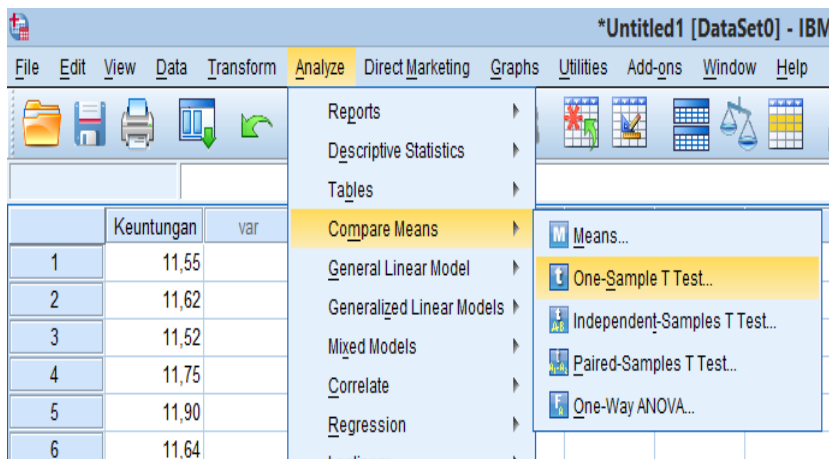 *Untitled1 [DataSet0] - IBM
File Edit View Data Transform Analyze Direct Marketing Graphs Utilities Add-ons Window Help
Reports
Descriptive Statistics
Tables
Compare Means
General Linear Model
Generalized Linear Models
Mixed Models
Correlate
Regression
M Means...
t One-Sample T Test...
Independent-Samples T Test...
Paired-Samples T Test...
One-Way ANOVA...
Keuntungan var
1 11,55
2 11,62
3 11,52
4 11,75
5 11,90
6 11,64